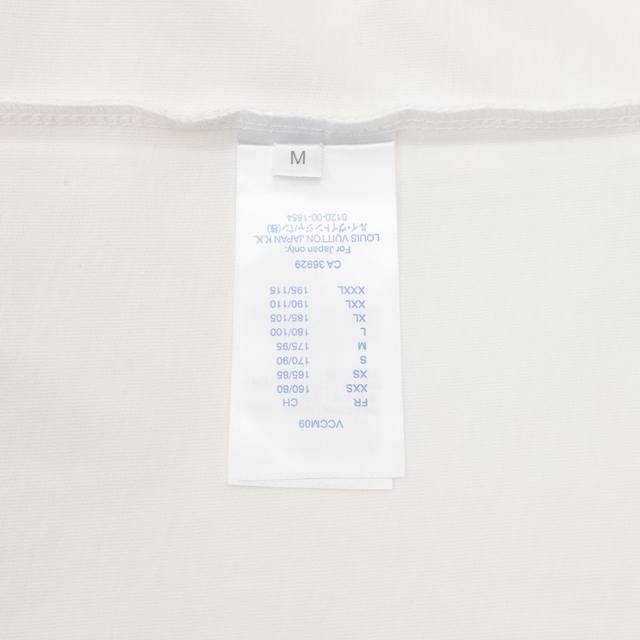 M
VCCM09
FR CH
XXS 160/80
XS 165/85
S 170/90
M 175/95
L 180/100
XL 185/105
XXL 190/110
XXXL 195/115
CA 36929
For Japan only:
LOUIS VUITTON JAPAN K.K.
ルイ・ヴィトンジャパン(株)
0120-00-1854